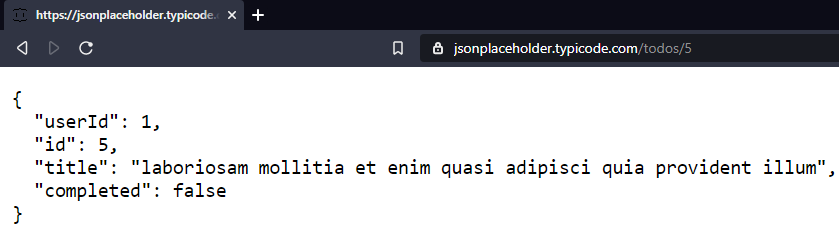 https://jsonplaceholder.typicode.
jsonplaceholder.typicode.com/todos/5
{
  "userId": 1,
  "id": 5,
  "title": "laboriosam mollitia et enim quasi adipisci quia provident illum",
  "completed": false
}